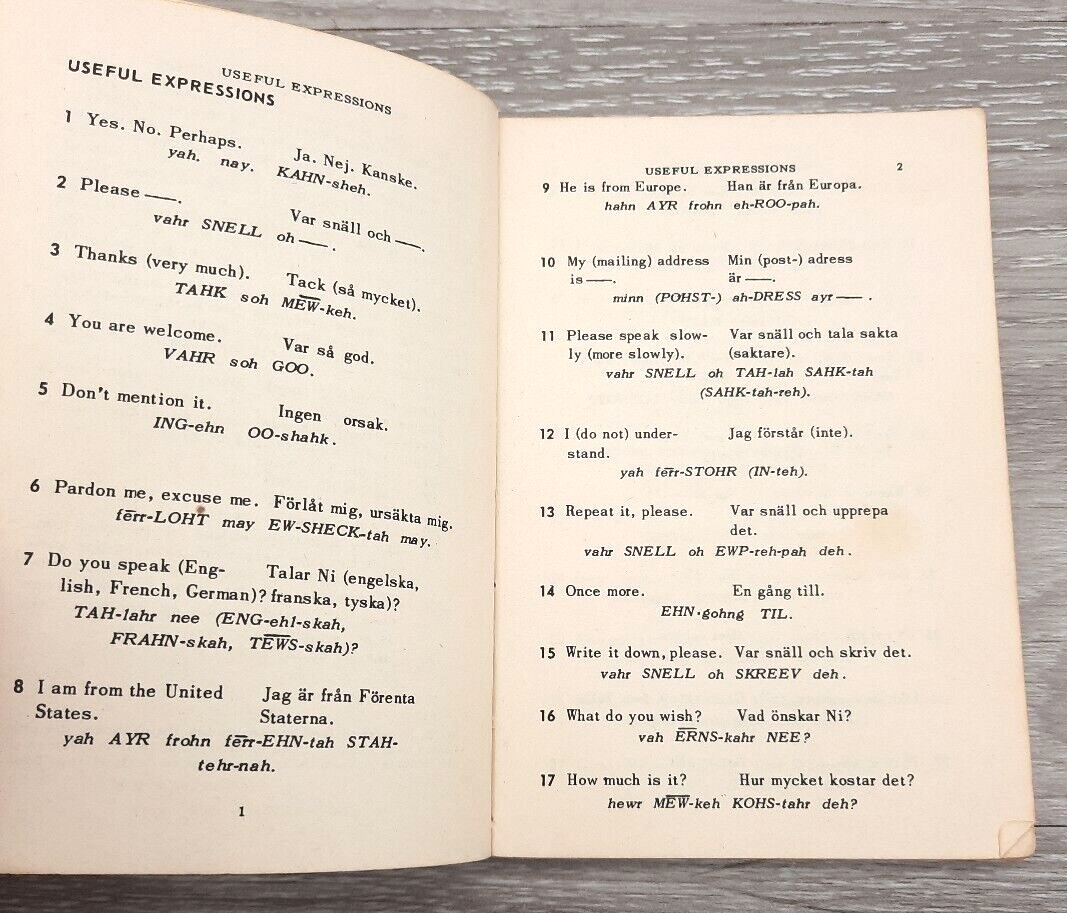 USEFUL EXPRESSIONS
USEFUL EXPRESSIONS
1 Yes. No. Perhaps. Ja. Nej. Kanske.
yah. nay. KAHN-sheh.
2 Please ——. Var snäll och ——.
vahr SNELL oh ——.
3 Thanks (very much). Tack (så mycket).
TAHK soh M̅E̅W̅-keh.
4 You are welcome. Var så god.
VAHR soh GOO.
5 Don't mention it. Ingen orsak.
ING-ehn OO-shahk.
6 Pardon me, excuse me. Förlåt mig, ursäkta mig.
fe̅r̅r̅-LOHT may EW-SHECK-tah may.
7 Do you speak (Eng- Talar Ni (engelska,
lish, French, German)? franska, tyska)?
TAH-lahr nee (ENG-ehl-skah,
FRAHN-skah, TE̅W̅S-skah)?
8 I am from the United Jag är från Förenta
States. Staterna.
yah AYR frohn fe̅r̅r̅-EHN-tah STAH-
tehr-nah.
1
USEFUL EXPRESSIONS 2
9 He is from Europe. Han är från Europa.
hahn AYR frohn eh-ROO-pah.
10 My (mailing) address Min (post-) adress
is ——. är ——.
minn (POHST-) ah-DRESS ayr —— .
11 Please speak slow- Var snäll och tala sakta
ly (more slowly). (saktare).
vahr SNELL oh TAH-lah SAHK-tah
(SAHK-tah-reh).
12 I (do not) under- Jag förstår (inte).
stand.
yah fe̅r̅r̅-STOHR (IN-teh).
13 Repeat it, please. Var snäll och upprepa
det.
vahr SNELL oh EWP-reh-pah deh.
14 Once more. En gång till.
EHN-gohng TIL.
15 Write it down, please. Var snäll och skriv det.
vahr SNELL oh SKREEV deh.
16 What do you wish? Vad önskar Ni?
vah E̅R̅NS-kahr NEE?
17 How much is it? Hur mycket kostar det?
hewr ME̅W̅-keh KOHS-tahr deh?